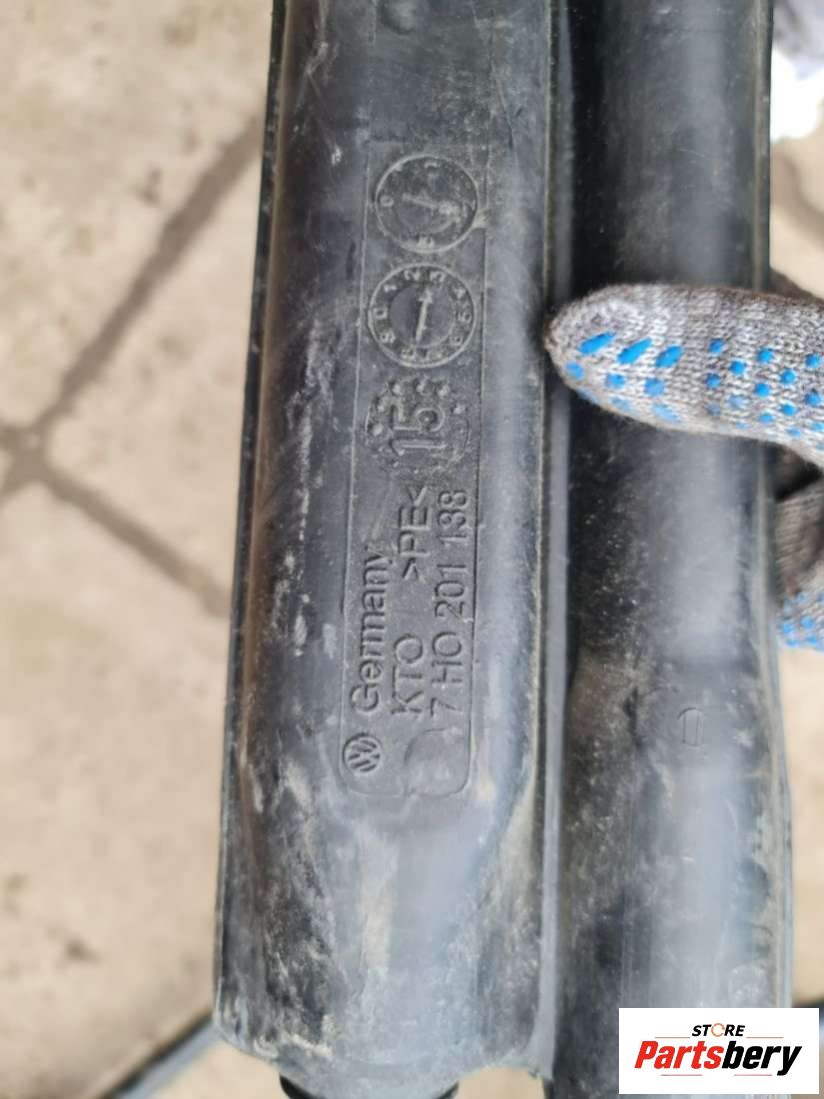 Germany
KTO >PE<
7 HO 201 138
15
STORE
Partsbery